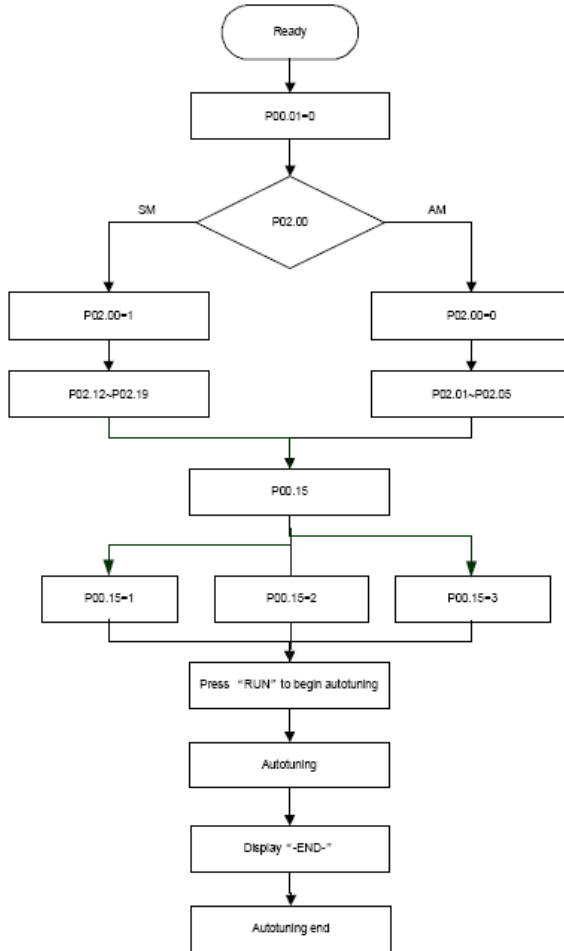 Ready
P00.01=0
SM
P02.00
AM
P02.00=1
P02.00=0
P02.12~P02.19
P02.01~P02.05
P00.15
P00.15=1
P00.15=2
P00.15=3
Press “RUN” to begin autotuning
Autotuning
Display “-END-”
Autotuning end